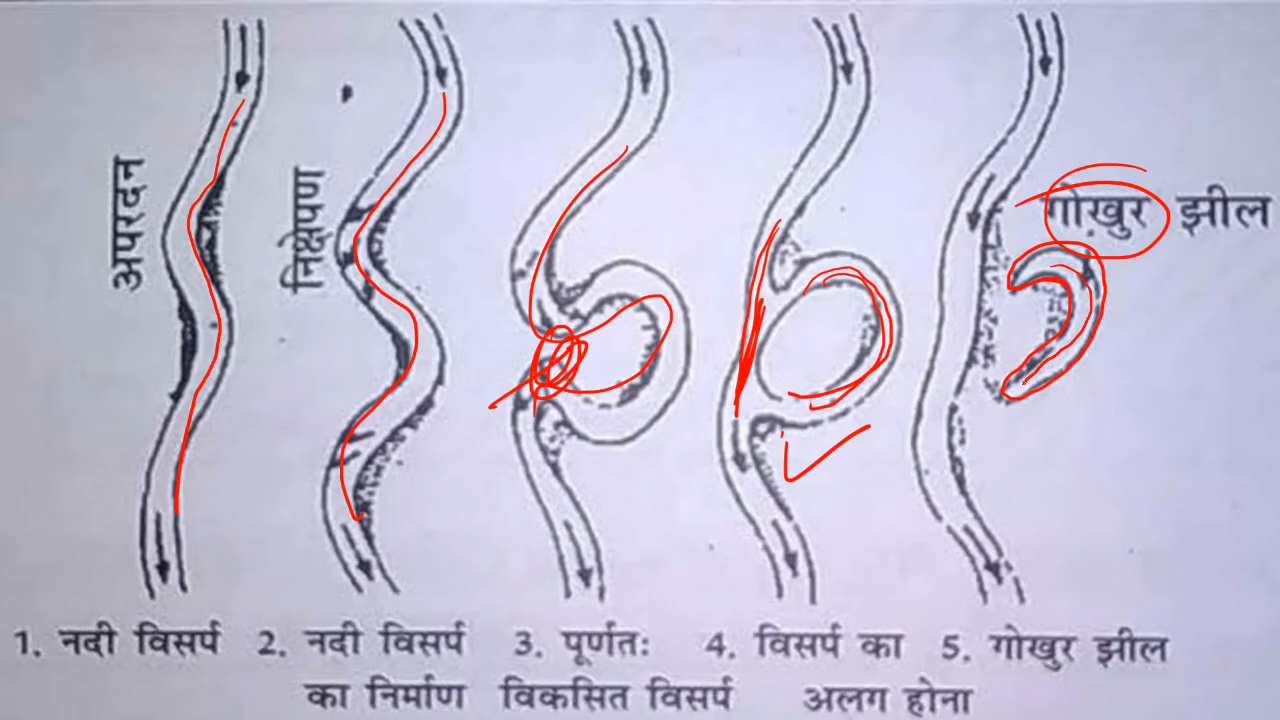 अपरदन
निक्षेपण
गोखुर झील
1. नदी विसर्प 2. नदी विसर्प 3. पूर्णतः 4. विसर्प का 5. गोखुर झील
का निर्माण विकसित विसर्प अलग होना